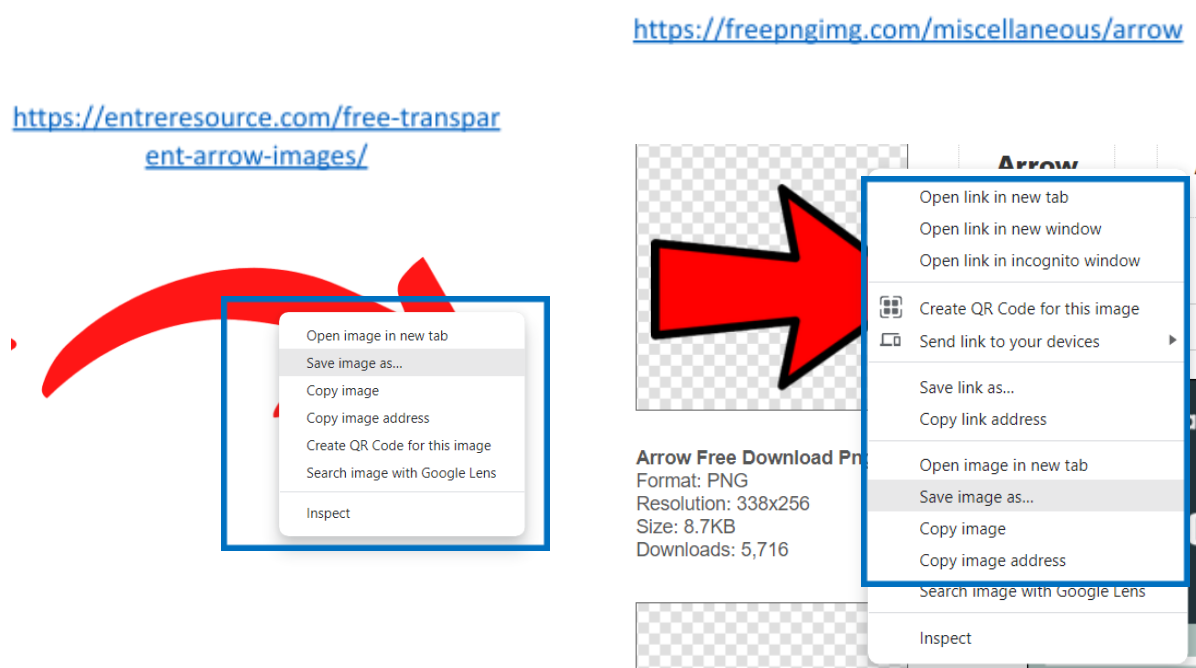 https://freepngimg.com/miscellaneous/arrow
https://entreresource.com/free-transpar
ent-arrow-images/
Open image in new tab
Save image as...
Copy image
Copy image address
Create QR Code for this image
Search image with Google Lens
Inspect
Arrow
Arrow Free Download
Format: PNG
Resolution: 338x256
Size: 8.7KB
Downloads: 5,716
Open link in new tab
Open link in new window
Open link in incognito window
Create QR Code for this image
Send link to your devices
Save link as...
Copy link address
Open image in new tab
Save image as...
Copy image
Copy image address
Search image with Google Lens
Inspect